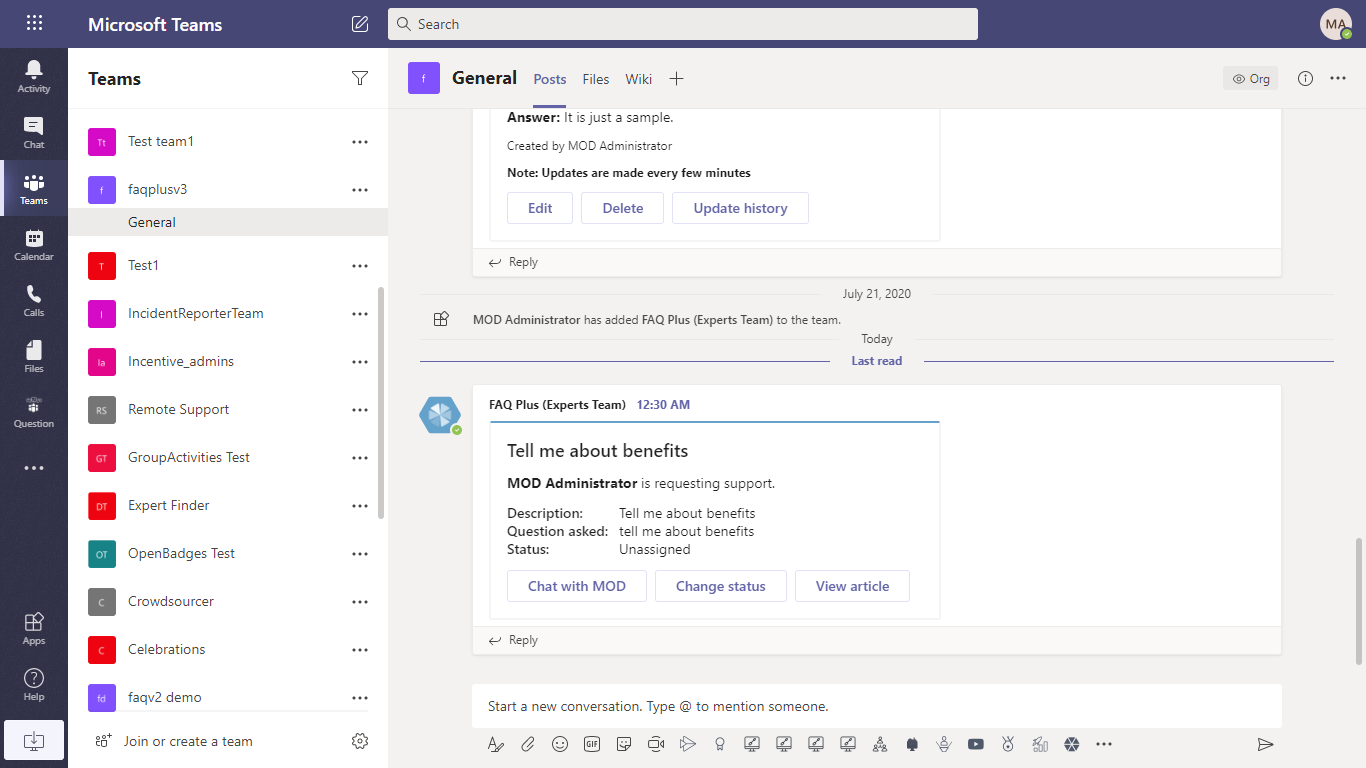 Microsoft Teams
Search
MA
Activity
Chat
Teams
Calendar
Calls
Files
Question
Apps
Help
Teams
Tt Test team1
f faqplusv3
General
T Test1
I IncidentReporterTeam
Ia Incentive_admins
RS Remote Support
GT GroupActivities Test
DT Expert Finder
OT OpenBadges Test
C Crowdsourcer
C Celebrations
fd faqv2 demo
Join or create a team
f General Posts Files Wiki
Org
Answer: It is just a sample.
Created by MOD Administrator
Note: Updates are made every few minutes
Edit Delete Update history
Reply
July 21, 2020
MOD Administrator has added FAQ Plus (Experts Team) to the team.
Today
Last read
FAQ Plus (Experts Team) 12:30 AM
Tell me about benefits
MOD Administrator is requesting support.
Description: Tell me about benefits
Question asked: tell me about benefits
Status: Unassigned
Chat with MOD Change status View article
Reply
Start a new conversation. Type @ to mention someone.
GIF